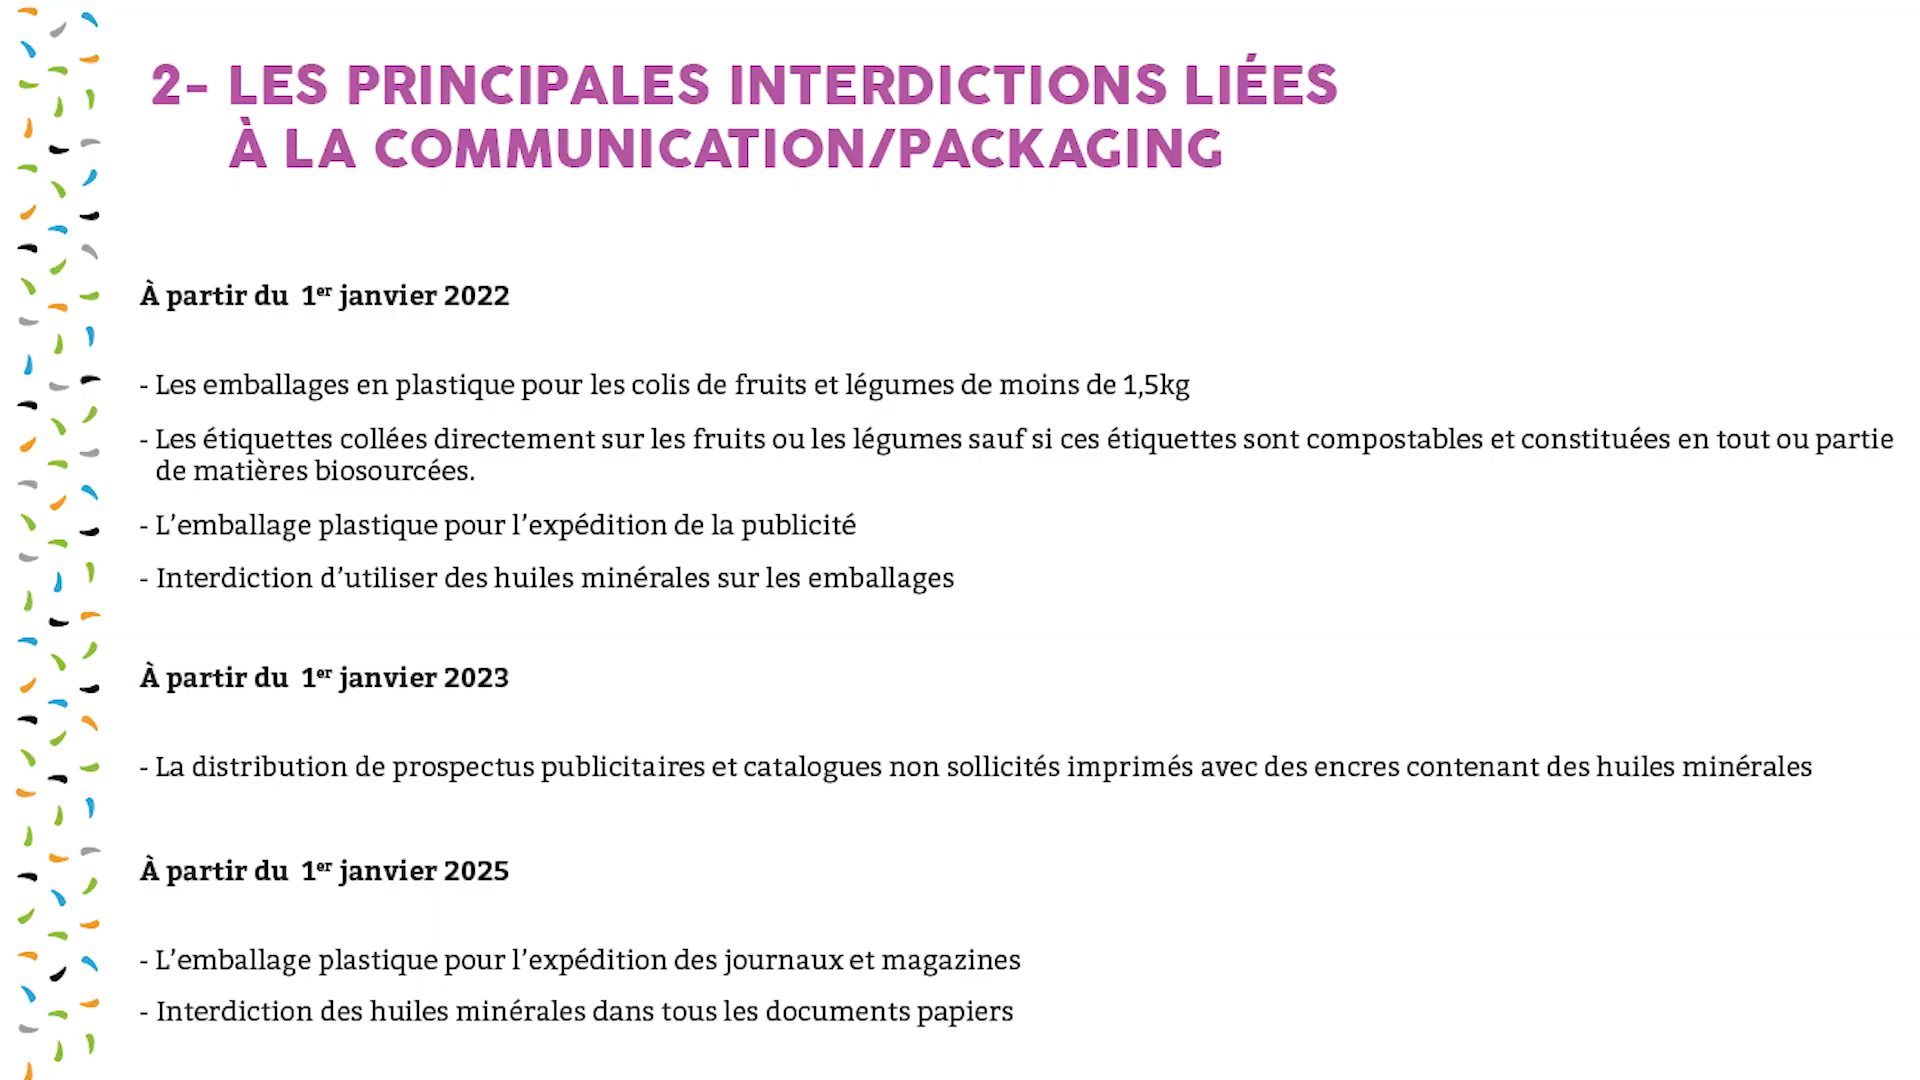 2- LES PRINCIPALES INTERDICTIONS LIÉES
À LA COMMUNICATION/PACKAGING
À partir du 1er janvier 2022
- Les emballages en plastique pour les colis de fruits et légumes de moins de 1,5kg
- Les étiquettes collées directement sur les fruits ou les légumes sauf si ces étiquettes sont compostables et constituées en tout ou partie
de matières biosourcées.
- L’emballage plastique pour l’expédition de la publicité
- Interdiction d’utiliser des huiles minérales sur les emballages
À partir du 1er janvier 2023
- La distribution de prospectus publicitaires et catalogues non sollicités imprimés avec des encres contenant des huiles minérales
À partir du 1er janvier 2025
- L’emballage plastique pour l’expédition des journaux et magazines
- Interdiction des huiles minérales dans tous les documents papiers